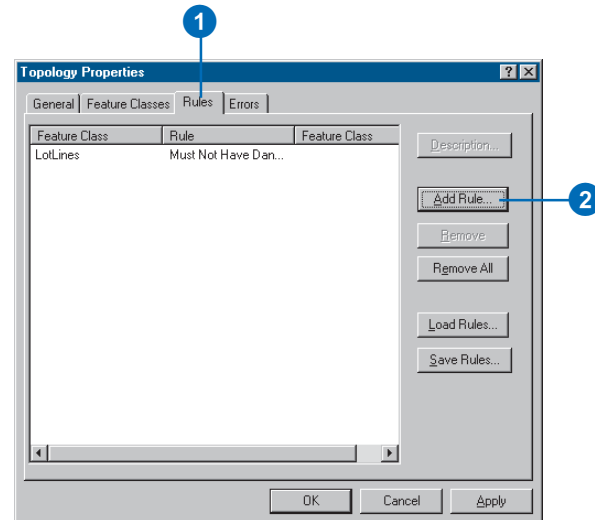 1
Topology Properties
General Feature Classes Rules Errors
Feature Class Rule Feature Class
LotLines Must Not Have Dan...
Description...
Add Rule...
2
Remove
Remove All
Load Rules...
Save Rules...
OK Cancel Apply